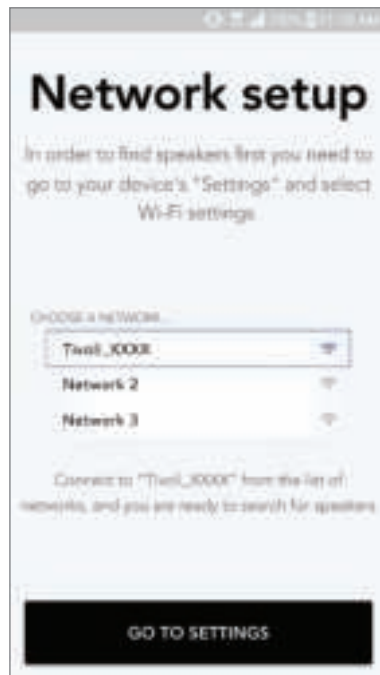 Network setup
In order to find speakers first you need to
go to your device's "Settings" and select
Wi-Fi settings
CHOOSE A NETWORK...
Tivoli_XXXX
Network 2
Network 3
Connect to "Tivoli_XXXX" from the list of
networks, and you are ready to search for speakers
GO TO SETTINGS